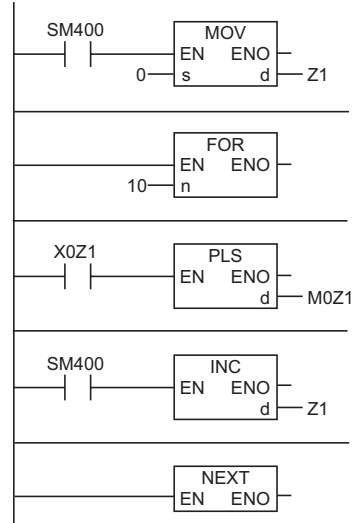 SM400
MOV
EN ENO
0 s d Z1
FOR
EN ENO
10 n
X0Z1
PLS
EN ENO
d M0Z1
SM400
INC
EN ENO
d Z1
NEXT
EN ENO